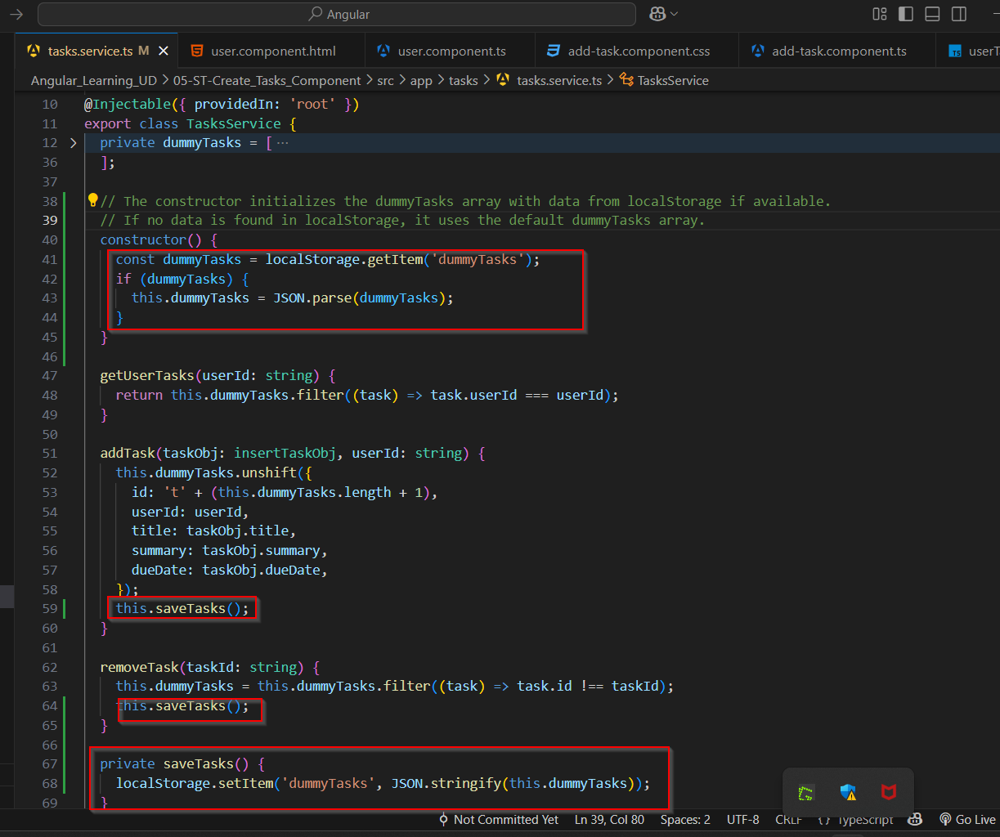 Angular
tasks.service.ts M
user.component.html
user.component.ts
add-task.component.css
add-task.component.ts
TS userT
Angular_Learning_UD > 05-ST-Create_Tasks_Component > src > app > tasks > tasks.service.ts > TasksService
10 @Injectable({ providedIn: 'root' })
11 export class TasksService {
12 private dummyTasks = [ ···
36 ];
37
38 // The constructor initializes the dummyTasks array with data from localStorage if available.
39 // If no data is found in localStorage, it uses the default dummyTasks array.
40 constructor() {
41 const dummyTasks = localStorage.getItem('dummyTasks');
42 if (dummyTasks) {
43 this.dummyTasks = JSON.parse(dummyTasks);
44 }
45 }
46
47 getUserTasks(userId: string) {
48 return this.dummyTasks.filter((task) => task.userId === userId);
49 }
50
51 addTask(taskObj: insertTaskObj, userId: string) {
52 this.dummyTasks.unshift({
53 id: 't' + (this.dummyTasks.length + 1),
54 userId: userId,
55 title: taskObj.title,
56 summary: taskObj.summary,
57 dueDate: taskObj.dueDate,
58 });
59 this.saveTasks();
60 }
61
62 removeTask(taskId: string) {
63 this.dummyTasks = this.dummyTasks.filter((task) => task.id !== taskId);
64 this.saveTasks();
65 }
66
67 private saveTasks() {
68 localStorage.setItem('dummyTasks', JSON.stringify(this.dummyTasks));
69 }
Not Committed Yet Ln 39, Col 80 Spaces: 2 UTF-8 CRLF {} TypeScript Go Live